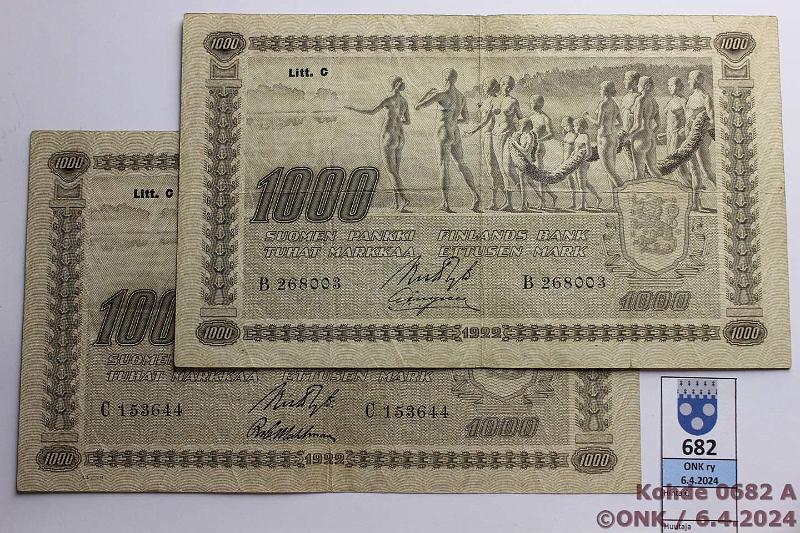 1000 1000
Litt. C
1000
SUOMEN PANKKI FINLANDS BANK
TUHAT MARKKAA ETTUSEN MARK
B 268003 B 268003
1000
1000 1922 1000
1000
Litt. C
100
SUOMEN
TUHAT MARKKAA ETTUSEN MARK
C 153644 C 153644
1000
1000 1922 1000
682
ONK ry
6.4.2024
Huutaja
Kohde 0682 A
©ONK / 6.4.2024